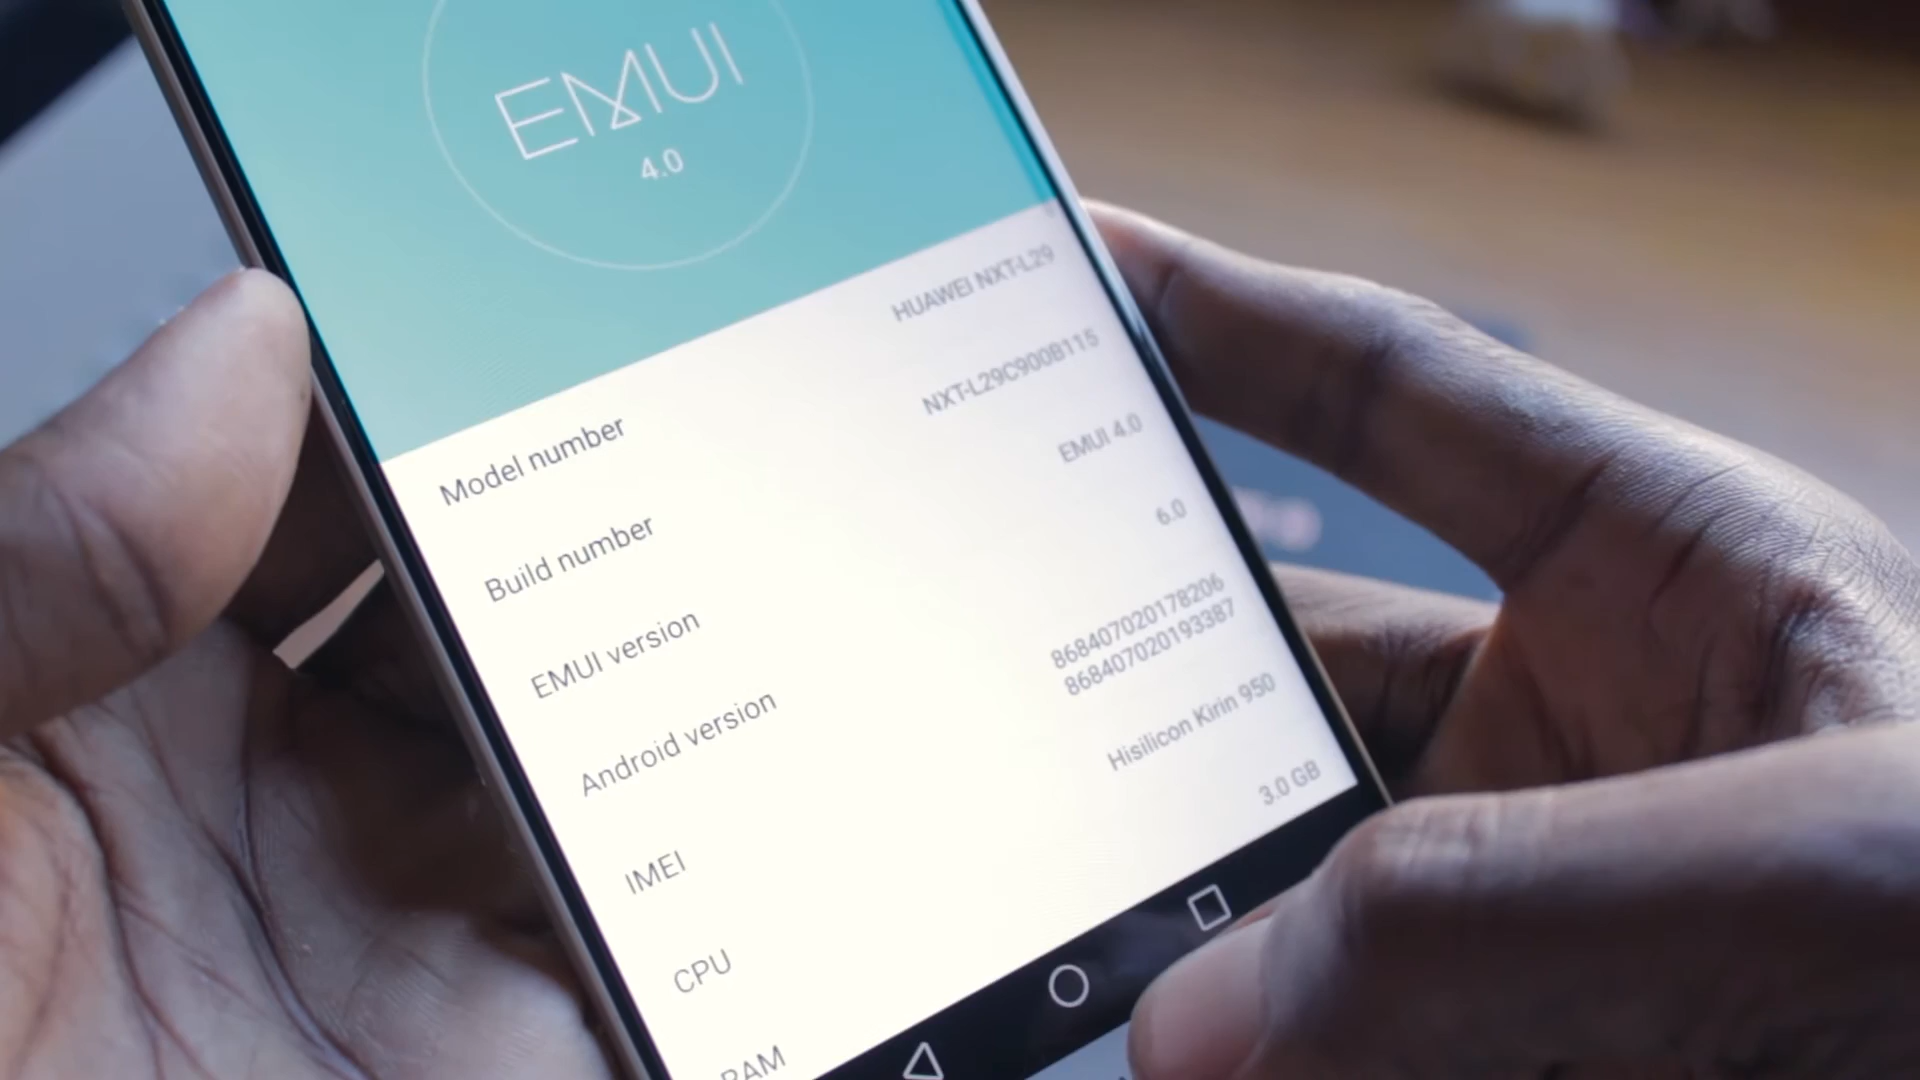 EMUI
4.0
Model number HUAWEI NXT-L29
Build number NXT-L29C900B115
EMUI version EMUI 4.0
Android version 6.0
IMEI 868407020178206
868407020193387
CPU Hisilicon Kirin 950
RAM 3.0 GB